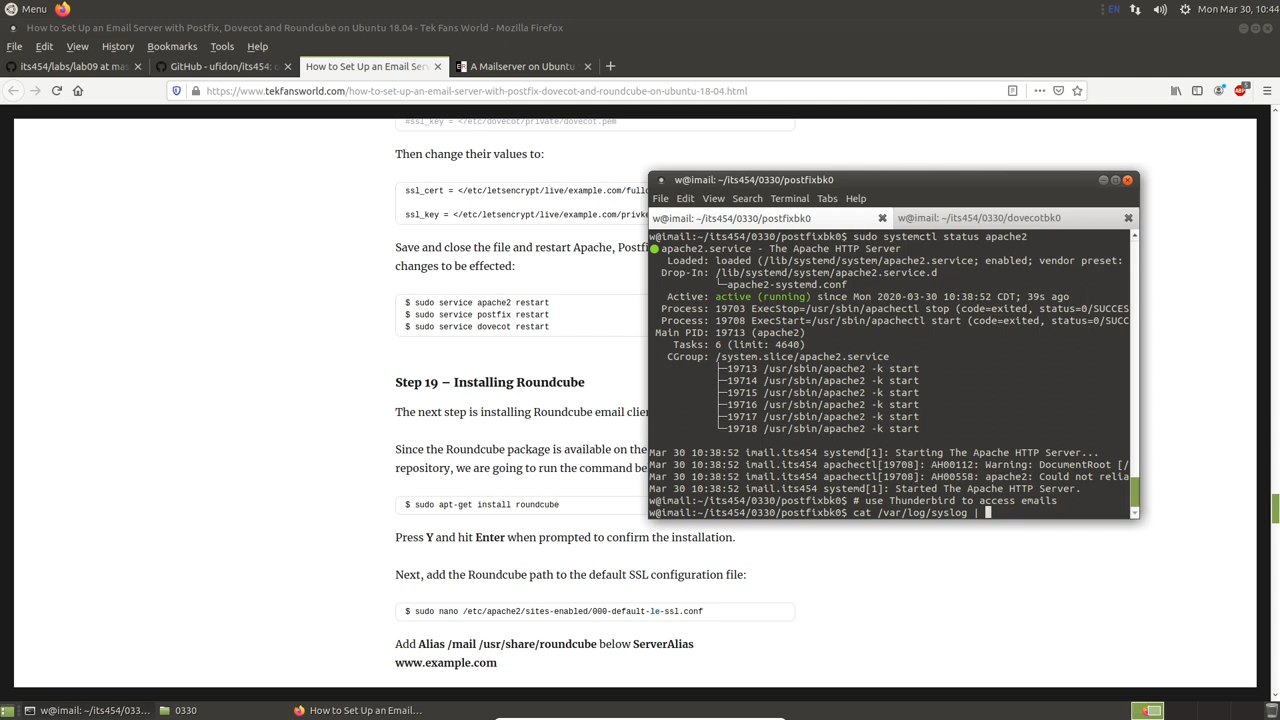 Menu
EN
Mon Mar 30, 10:44
How to Set Up an Email Server with Postfix, Dovecot and Roundcube on Ubuntu 18.04 - Tek Fans World - Mozilla Firefox
File Edit View History Bookmarks Tools Help
its454/labs/lab09 at mas
GitHub - ufidon/its454: c
How to Set Up an Email Serve
ER A Mailserver on Ubuntu
https://www.tekfansworld.com/how-to-set-up-an-email-server-with-postfix-dovecot-and-roundcube-on-ubuntu-18-04.html
#ssl_key = </etc/dovecot/private/dovecot.pem
Then change their values to:
ssl_cert = </etc/letsencrypt/live/example.com/fullc
ssl_key = </etc/letsencrypt/live/example.com/privke
Save and close the file and restart Apache, Postfi
changes to be effected:
$ sudo service apache2 restart
$ sudo service postfix restart
$ sudo service dovecot restart
Step 19 – Installing Roundcube
The next step is installing Roundcube email clien
Since the Roundcube package is available on the
repository, we are going to run the command be
$ sudo apt-get install roundcube
Press Y and hit Enter when prompted to confirm the installation.
Next, add the Roundcube path to the default SSL configuration file:
$ sudo nano /etc/apache2/sites-enabled/000-default-le-ssl.conf
Add Alias /mail /usr/share/roundcube below ServerAlias
www.example.com
w@imail: ~/its454/0330/postfixbk0
File Edit View Search Terminal Tabs Help
w@imail: ~/its454/0330/postfixbk0
w@imail: ~/its454/0330/dovecotbk0
w@imail:~/its454/0330/postfixbk0$ sudo systemctl status apache2
apache2.service - The Apache HTTP Server
Loaded: loaded (/lib/systemd/system/apache2.service; enabled; vendor preset:
Drop-In: /lib/systemd/system/apache2.service.d
└─apache2-systemd.conf
Active: active (running) since Mon 2020-03-30 10:38:52 CDT; 39s ago
Process: 19703 ExecStop=/usr/sbin/apachectl stop (code=exited, status=0/SUCCES
Process: 19708 ExecStart=/usr/sbin/apachectl start (code=exited, status=0/SUCC
Main PID: 19713 (apache2)
Tasks: 6 (limit: 4640)
CGroup: /system.slice/apache2.service
├─19713 /usr/sbin/apache2 -k start
├─19714 /usr/sbin/apache2 -k start
├─19715 /usr/sbin/apache2 -k start
├─19716 /usr/sbin/apache2 -k start
├─19717 /usr/sbin/apache2 -k start
└─19718 /usr/sbin/apache2 -k start
Mar 30 10:38:52 imail.its454 systemd[1]: Starting The Apache HTTP Server...
Mar 30 10:38:52 imail.its454 apachectl[19708]: AH00112: Warning: DocumentRoot [/
Mar 30 10:38:52 imail.its454 apachectl[19708]: AH00558: apache2: Could not relia
Mar 30 10:38:52 imail.its454 systemd[1]: Started The Apache HTTP Server.
w@imail:~/its454/0330/postfixbk0$ # use Thunderbird to access emails
w@imail:~/its454/0330/postfixbk0$ cat /var/log/syslog |
w@imail: ~/its454/033...
0330
How to Set Up an Email...